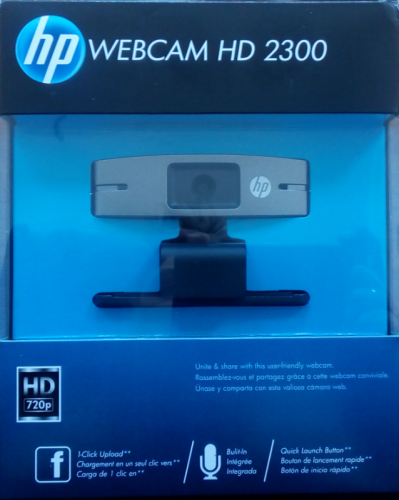 hp WEBCAM HD 2300
hp
Unite & share with this user-friendly webcam.
Rassemblez-vous et partagez grâce à cette webcam conviviale.
Únase y comparta con esta valiosa cámara web.
HD
720p
f
1-Click Upload**
Chargement en un seul clic vers**
Carga de 1 clic en**
Built-In
Intégrée
Integrada
Quick Launch Button**
Bouton de lancement rapide**
Botón de inicio rápido**